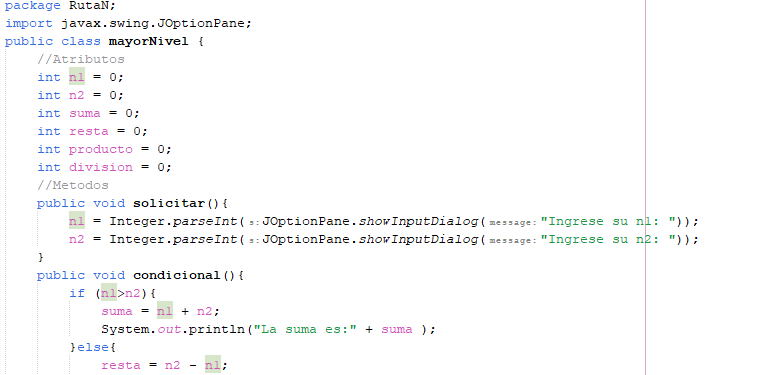 package RutaN;
import javax.swing.JOptionPane;
public class mayorNivel {
//Atributos
int n1 = 0;
int n2 = 0;
int suma = 0;
int resta = 0;
int producto = 0;
int division = 0;
//Metodos
public void solicitar(){
n1 = Integer.parseInt(s:JOptionPane.showInputDialog(message:"Ingrese su n1: "));
n2 = Integer.parseInt(s:JOptionPane.showInputDialog(message:"Ingrese su n2: "));
}
public void condicional(){
if (n1>n2){
suma = n1 + n2;
System.out.println("La suma es:" + suma );
}else{
resta = n2 - n1;